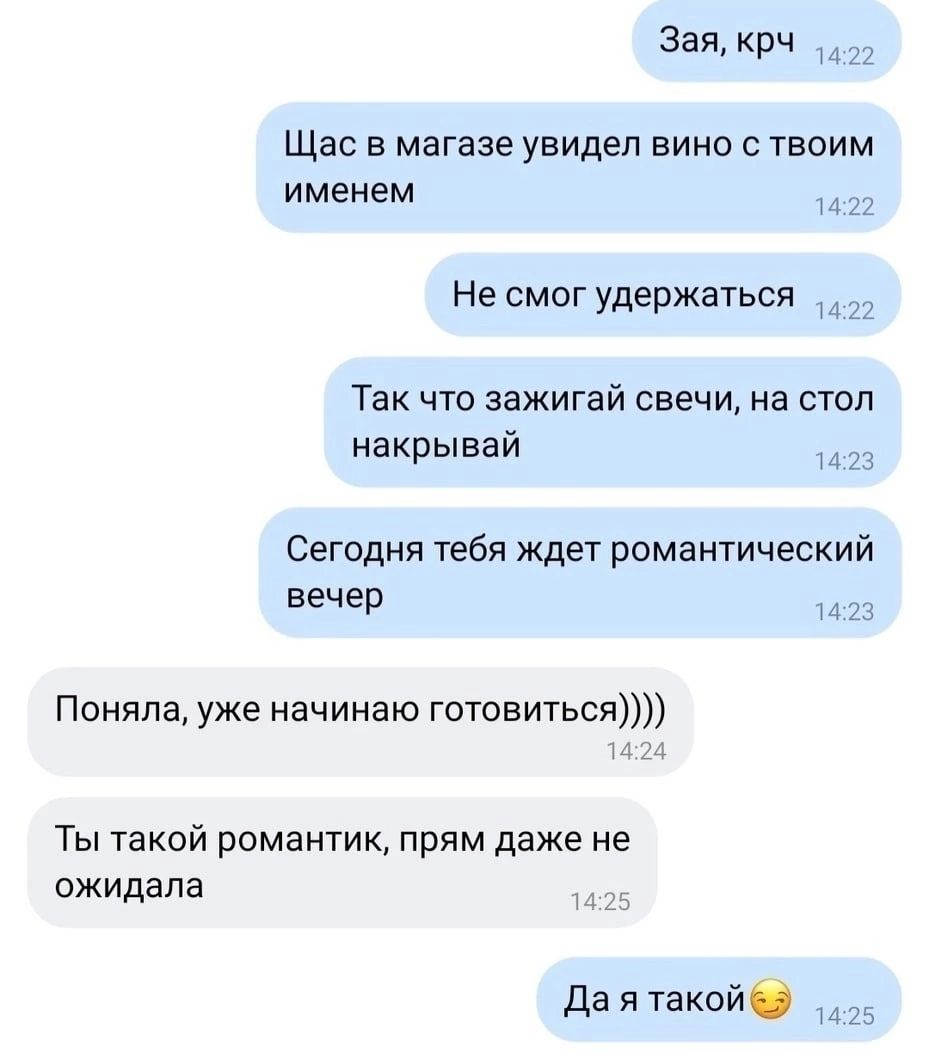 Зая, крч 14:22
Щас в магазе увидел вино с твоим
именем 14:22
Не смог удержаться 14:22
Так что зажигай свечи, на стол
накрывай 14:23
Сегодня тебя ждет романтический
вечер 14:23
Поняла, уже начинаю готовиться))))
14:24
Ты такой романтик, прям даже не
ожидала 14:25
Да я такой😏 14:25